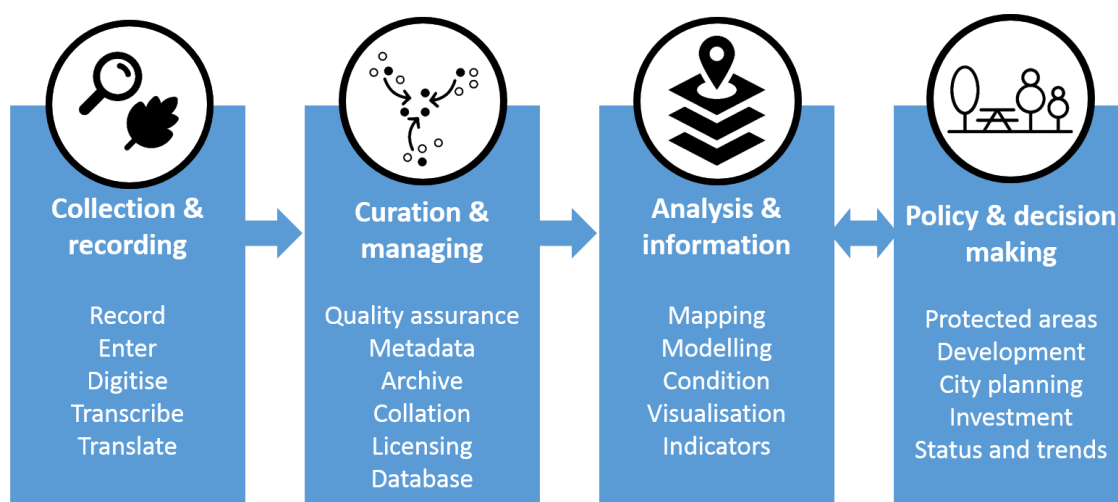 Collection &
recording
Record
Enter
Digitise
Transcribe
Translate
Curation &
managing
Quality assurance
Metadata
Archive
Collation
Licensing
Database
Analysis &
information
Mapping
Modelling
Condition
Visualisation
Indicators
Policy & decision
making
Protected areas
Development
City planning
Investment
Status and trends